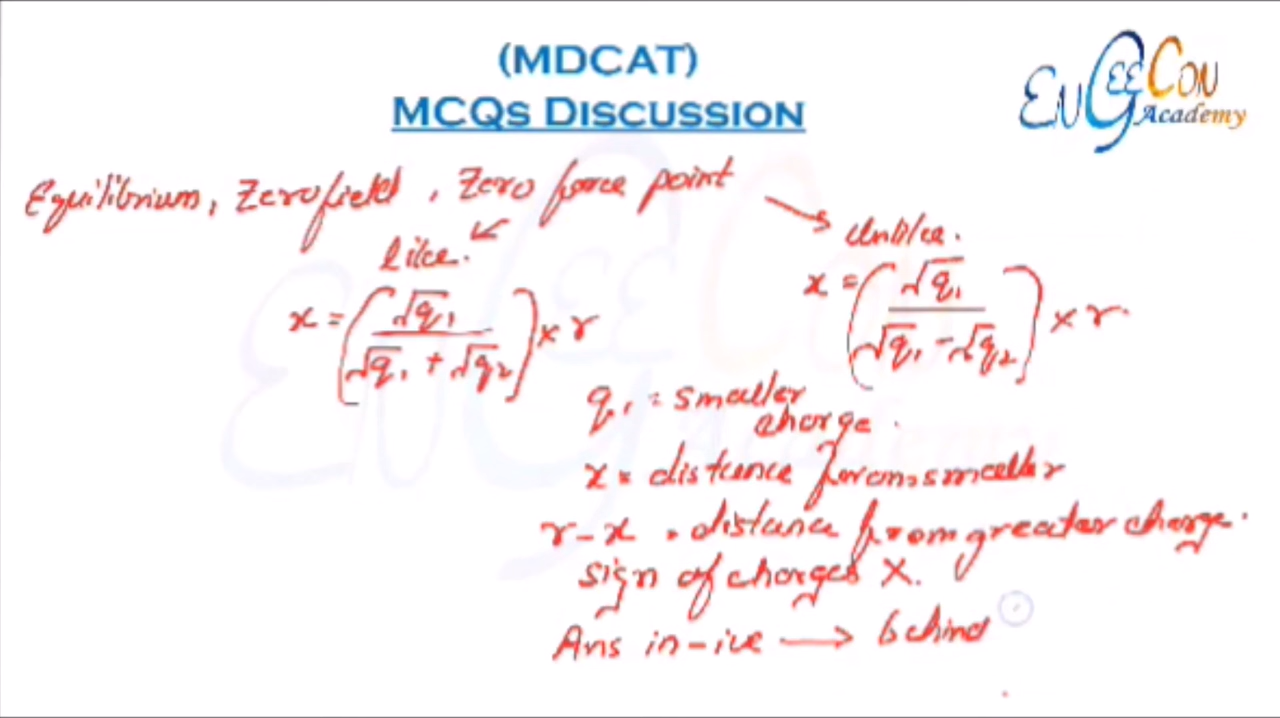 (MDCAT)
MCQs Discussion
EnGeeCon
Academy
Equilibrium, Zero field, Zero force point
like.
x = (√q₁ / (√q₁ + √q₂)) × r
Unlike.
x = (√q₁ / (√q₁ - √q₂)) × r.
q₁ = smaller
charge.
x = distance from smaller
r - x = distance from greater charge.
sign of charges X.
Ans in -ive → behind